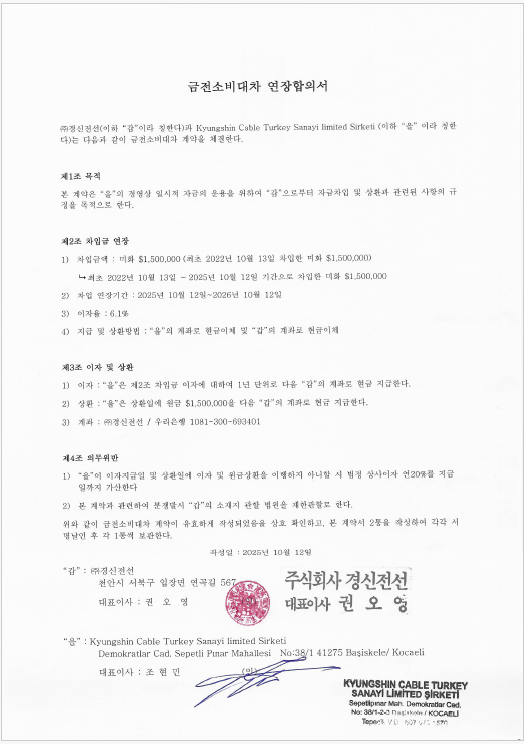 금전소비대차 연장합의서
㈜경신전선(이하 “갑”이라 칭한다)과 Kyungshin Cable Turkey Sanayi limited Sirketi (이하 “을” 이라 칭한
다)는 다음과 같이 금전소비대차 계약을 체결한다.
제1조 목적
본 계약은 “을”의 경영상 일시적 자금의 운용을 위하여 “갑”으로부터 자금차입 및 상환과 관련된 사항의 규
정을 목적으로 한다.
제2조 차입금 연장
1) 차입금액 : 미화 $1,500,000 (최초 2022년 10월 13일 차입한 미화 $1,500,000)
↳최초 2022년 10월 13일 - 2025년 10월 12일 기간으로 차입한 미화 $1,500,000
2) 차입 연장기간 : 2025년 10월 12일~2026년 10월 12일
3) 이자율 : 6.1%
4) 지급 및 상환방법 : “을”의 계좌로 현금이체 및 “갑”의 계좌로 현금이체
제3조 이자 및 상환
1) 이자 : “을”은 제2조 차입금 이자에 대하여 1년 단위로 다음 “갑”의 계좌로 현금 지급한다.
2) 상환 : “을”은 상환일에 원금 $1,500,000을 다음 “갑”의 계좌로 현금 지급한다.
3) 계좌 : ㈜경신전선 / 우리은행 1081-300-693401
제4조 의무위반
1) “을”이 이자지급일 및 상환일에 이자 및 원금상환을 이행하지 아니할 시 법정 상사이자 연20%를 지급
일까지 가산한다
2) 본 계약과 관련하여 분쟁발생시 “갑”의 소재지 관할 법원을 제한관할로 한다.
위와 같이 금전소비대차 계약이 유효하게 작성되었음을 상호 확인하고, 본 계약서 2통을 작성하여 각각 서
명날인 후 각 1통씩 보관한다.
작성일 : 2025년 10월 12일
“갑” : ㈜경신전선
천안시 서북구 입장면 연곡길 567
주식회사 경신전선
대표이사 : 권 오 영
대표이사 권 오 영
“을” : Kyungshin Cable Turkey Sanayi limited Sirketi
Demokratlar Cad. Sepetli Pınar Mahallesi No:38/1 41275 Başiskele/ Kocaeli
대표이사 : 조 현 민 (인)
KYUNGSHIN CABLE TURKEY
SANAYİ LİMİTED ŞİRKETİ
Sepetlipınar Mah. Demokratlar Cad.
No: 38/1-2-3 Başiskele / KOCAELİ
Tepecik V.D.